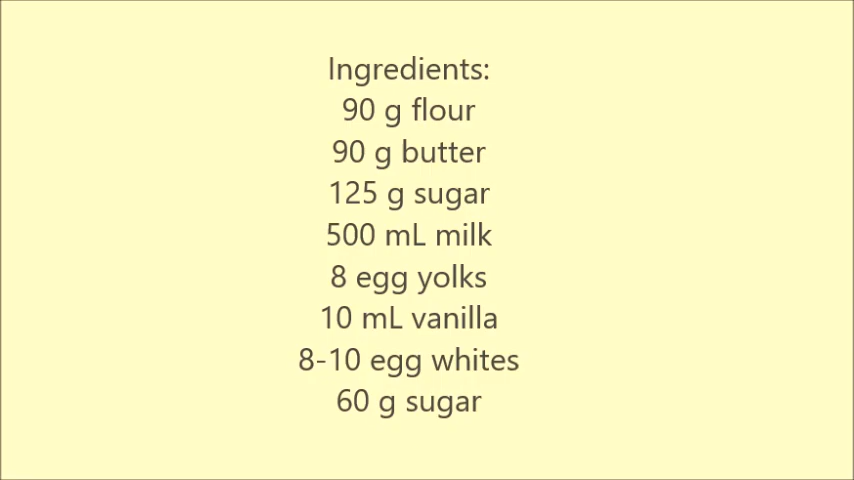 Ingredients:
90 g flour
90 g butter
125 g sugar
500 mL milk
8 egg yolks
10 mL vanilla
8-10 egg whites
60 g sugar